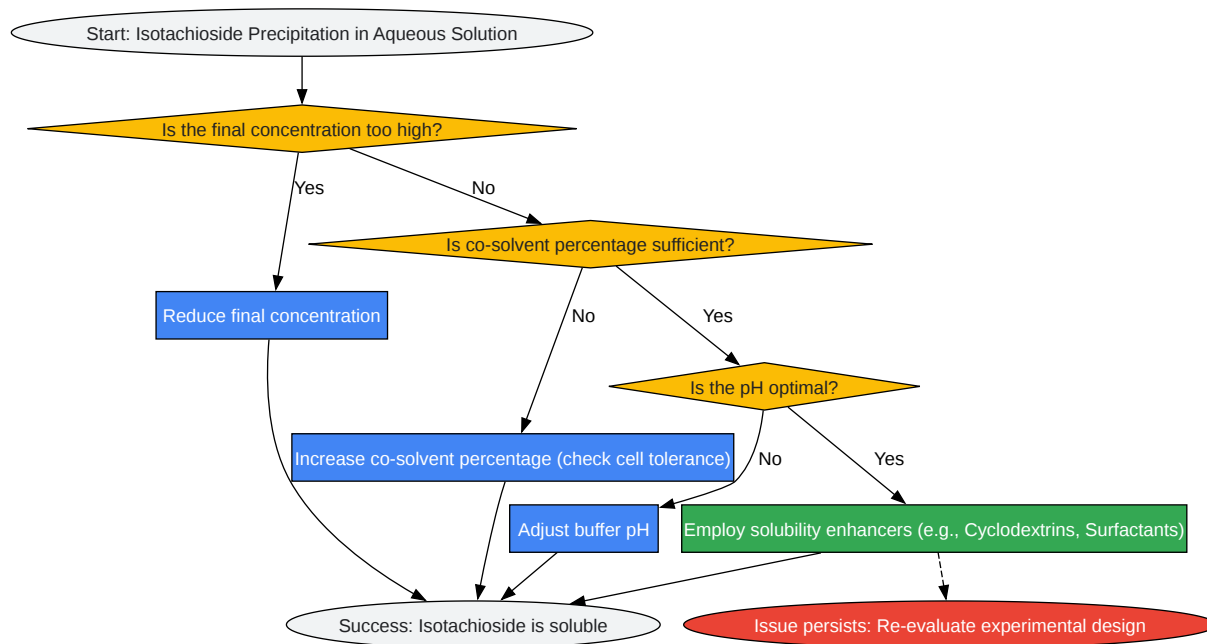 Start: Isotachioside Precipitation in Aqueous Solution
Is the final concentration too high?
Yes
No
Is co-solvent percentage sufficient?
Reduce final concentration
No
Yes
Is the pH optimal?
Increase co-solvent percentage (check cell tolerance)
No
Yes
Adjust buffer pH
Employ solubility enhancers (e.g., Cyclodextrins, Surfactants)
Success: Isotachioside is soluble
Issue persists: Re-evaluate experimental design